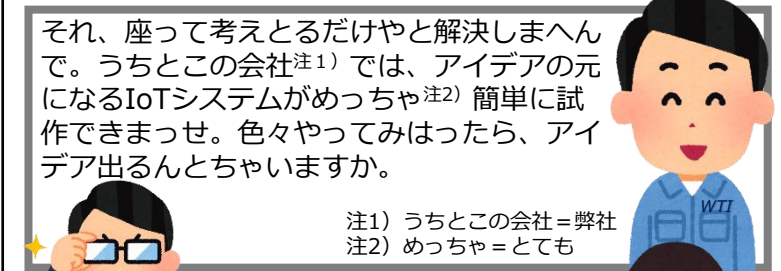 それ、座って考えとるだけやと解決しまへん
で。うちとこの会社注1）では、アイデアの元
になるIoTシステムがめっちゃ注2）簡単に試
作できまっせ。色々やってみはったら、アイ
デア出るんとちゃいますか。
注1）うちとこの会社＝弊社
注2）めっちゃ＝とても
WTI